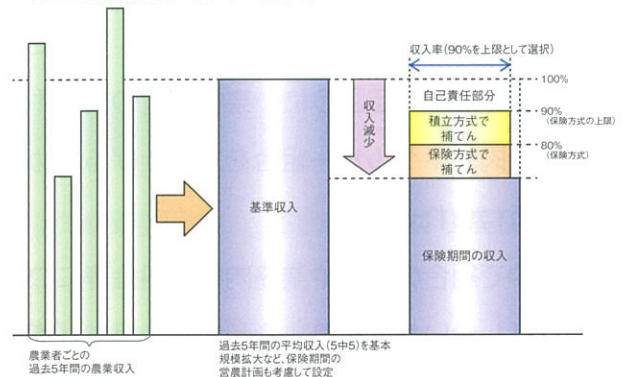 収入率(90%を上限として選択)
100%
自己責任部分
90%
(保険方式の上限)
積立方式で
補てん
80%
(保険方式)
保険方式で
補てん
収入減少
基準収入
保険期間の収入
農業者ごとの
過去5年間の農業収入
過去5年間の平均収入(5中5)を基本
規模拡大など、保険期間の
営農計画も考慮して設定